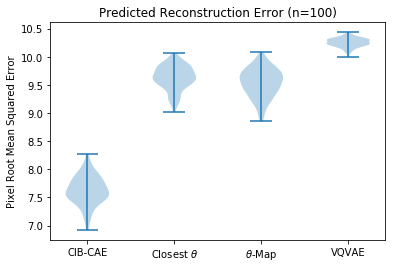 Predicted Reconstruction Error (n=100)
Pixel Root Mean Squared Error
10.5
10.0
9.5
9.0
8.5
8.0
7.5
7.0
CIB-CAE Closest θ θ-Map VQVAE